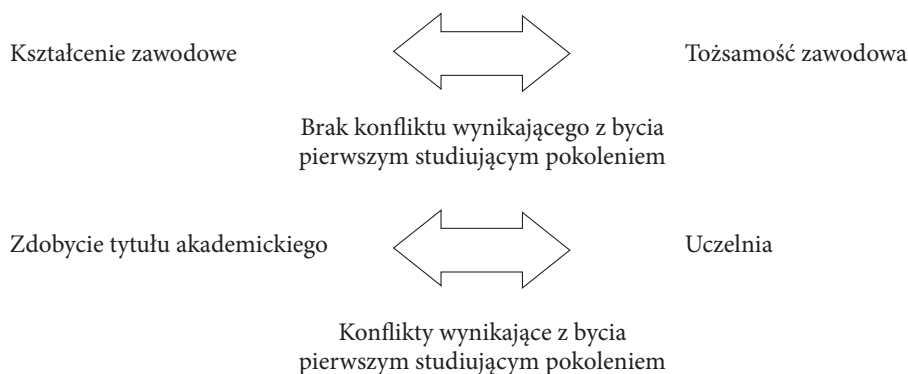 Kształcenie zawodowe
Tożsamość zawodowa
Brak konfliktu wynikającego z bycia
pierwszym studiującym pokoleniem
Zdobycie tytułu akademickiego
Uczelnia
Konflikty wynikające z bycia
pierwszym studiującym pokoleniem